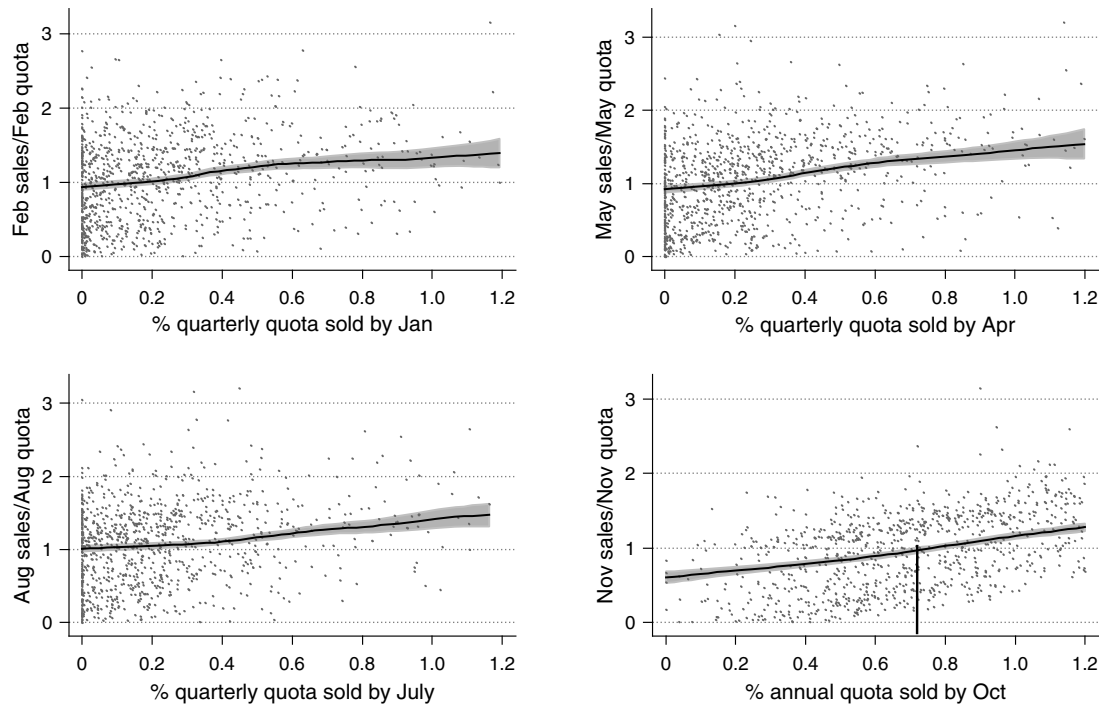 Feb sales/Feb quota
3
2
1
0
0 0.2 0.4 0.6 0.8 1.0 1.2
% quarterly quota sold by Jan
May sales/May quota
3
2
1
0
0 0.2 0.4 0.6 0.8 1.0 1.2
% quarterly quota sold by Apr
Aug sales/Aug quota
3
2
1
0
0 0.2 0.4 0.6 0.8 1.0 1.2
% quarterly quota sold by July
Nov sales/Nov quota
3
2
1
0
0 0.2 0.4 0.6 0.8 1.0 1.2
% annual quota sold by Oct